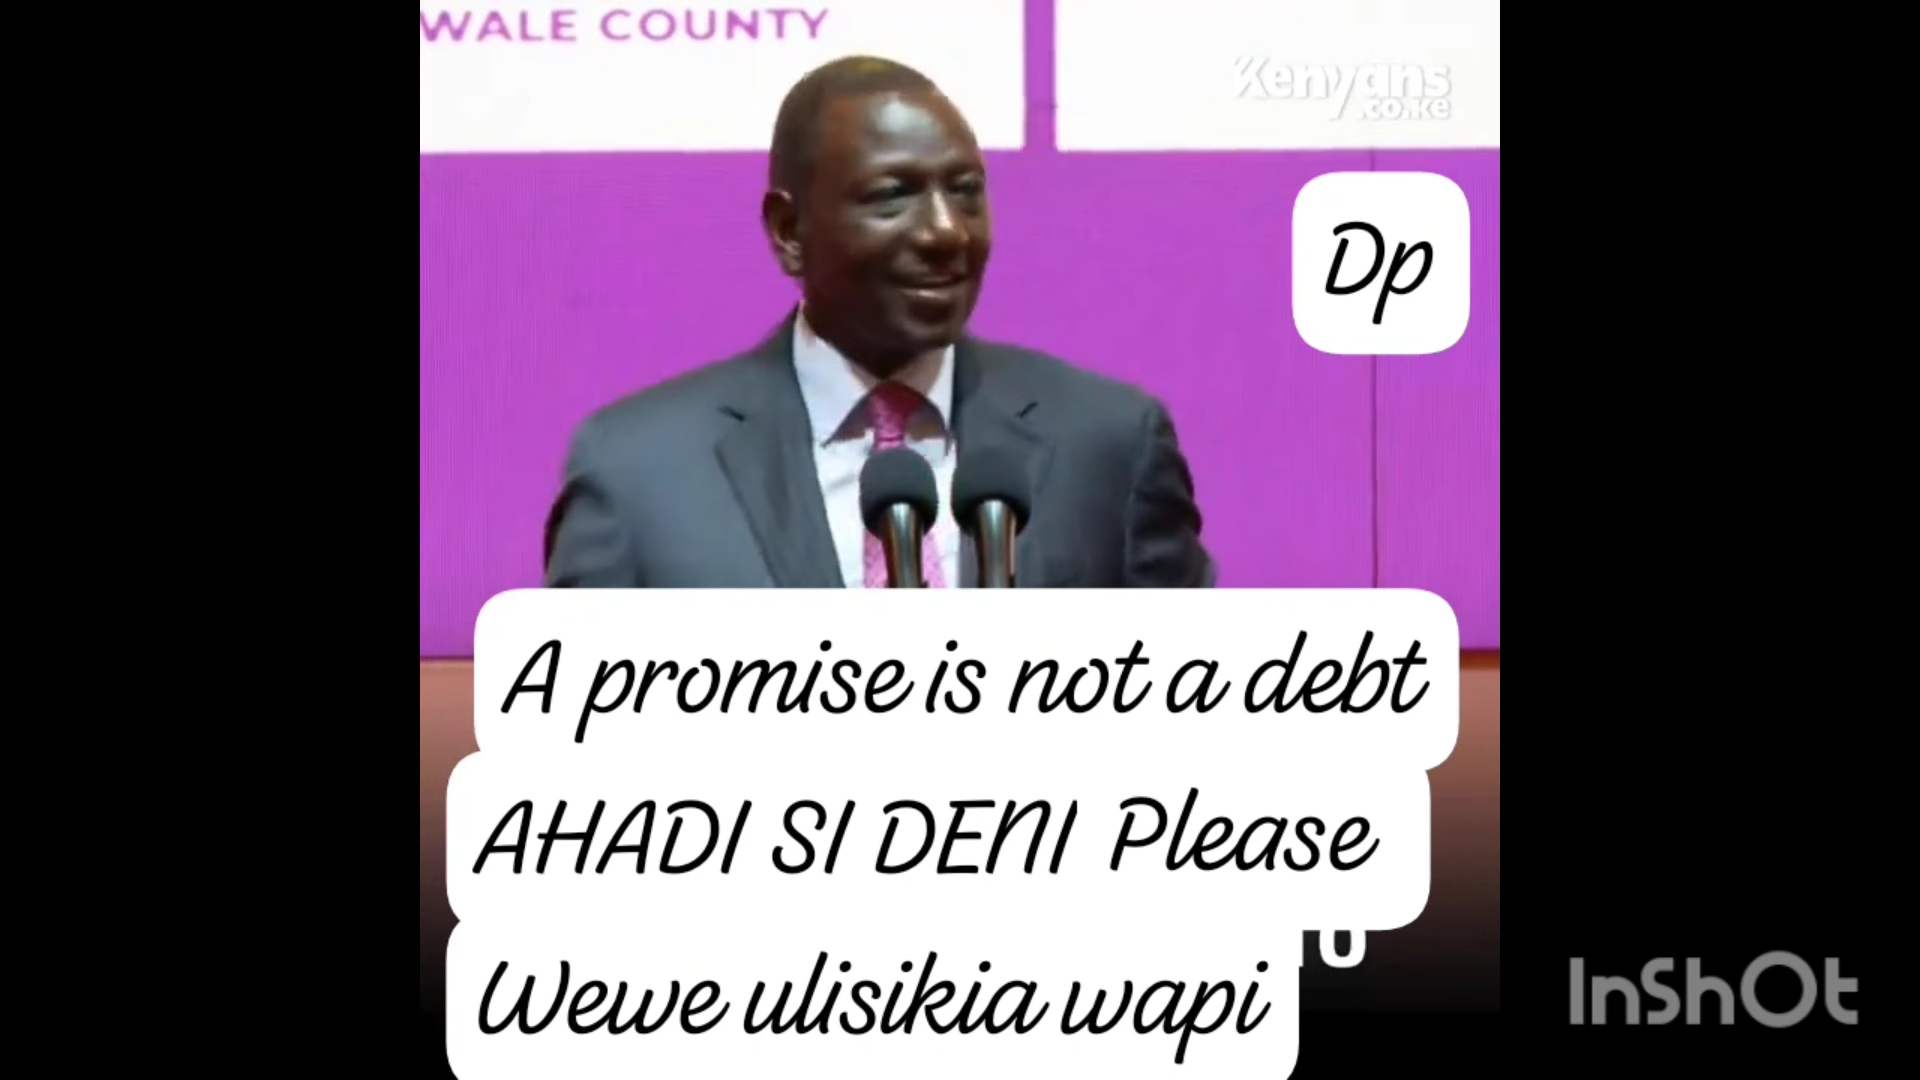 WALE COUNTY
Kenyans
.co.ke
Dp
A promise is not a debt
AHADI SI DENI Please
Wewe ulisikia wapi
InShOt